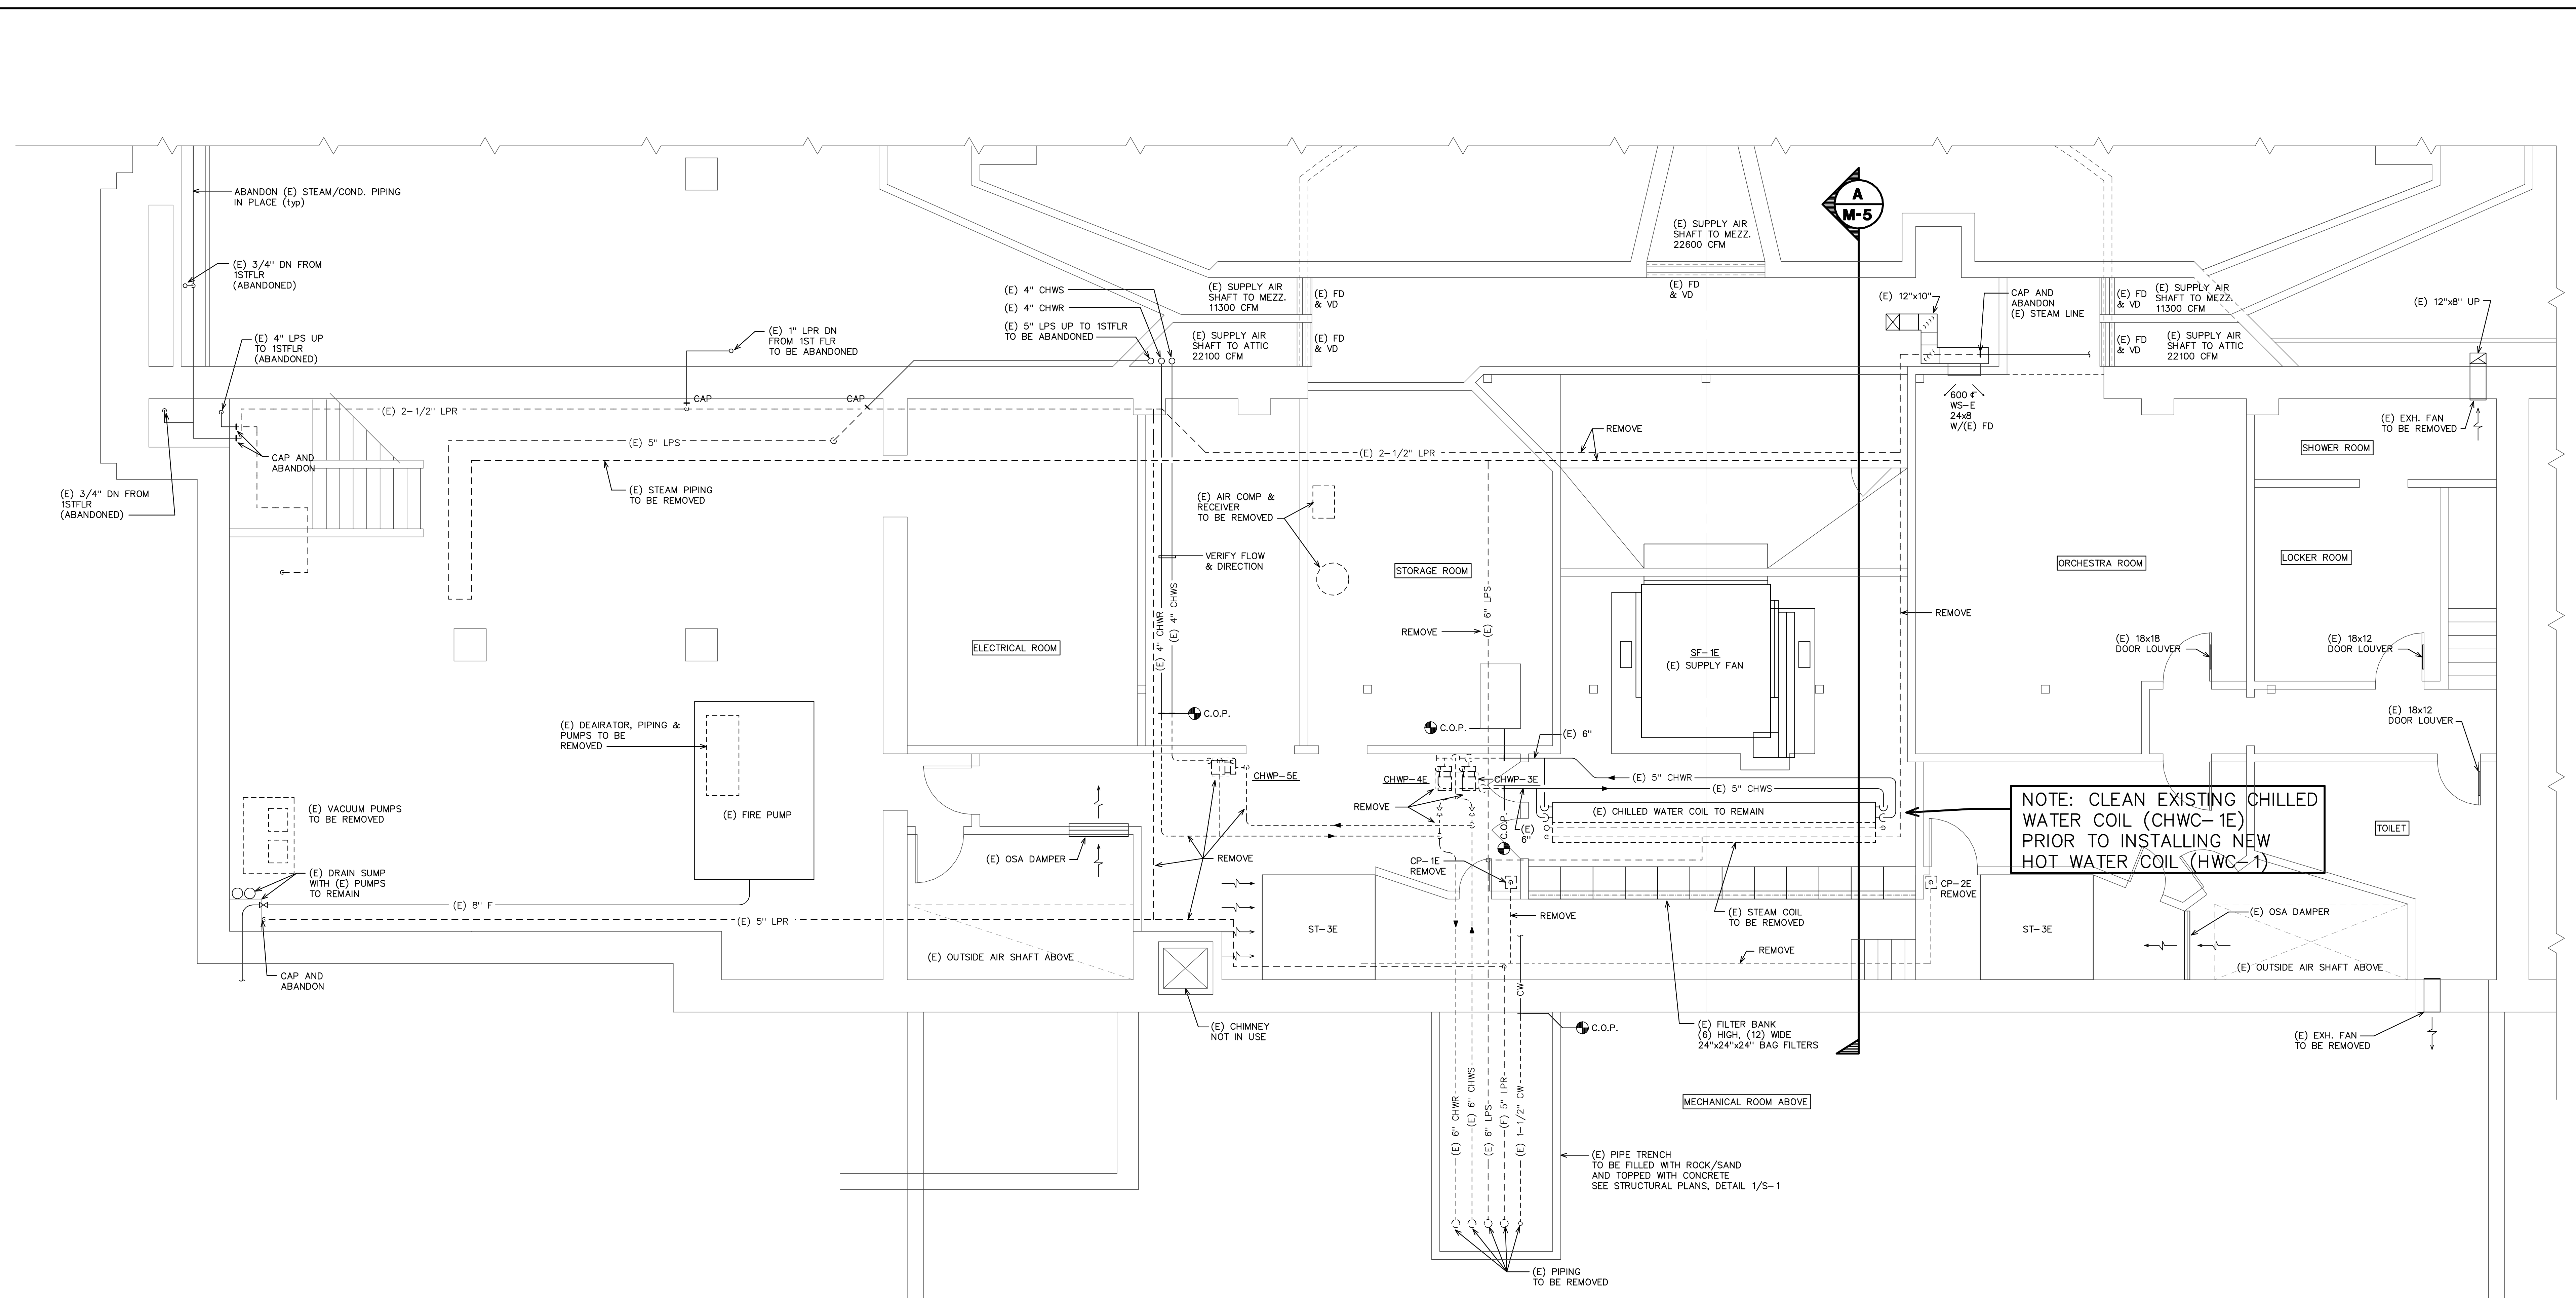 ABANDON (E) STEAM/COND. PIPING
IN PLACE (typ)
(E) 3/4" DN FROM
1STFLR
(ABANDONED)
(E) 4" LPS UP
TO 1STFLR
(ABANDONED)
(E) 1" LPR DN
FROM 1ST FLR
TO BE ABANDONED
(E) 4" CHWS
(E) 4" CHWR
(E) 5" LPS UP TO 1STFLR
TO BE ABANDONED
(E) SUPPLY AIR
SHAFT TO MEZZ.
11300 CFM
(E) SUPPLY AIR
SHAFT TO ATTIC
22100 CFM
(E) FD
& VD
(E) FD
& VD
(E) SUPPLY AIR
SHAFT TO MEZZ.
22600 CFM
(E) FD
& VD
A
M-5
(E) 12"x10"
CAP AND
ABANDON
(E) STEAM LINE
(E) FD
& VD
(E) FD
& VD
(E) SUPPLY AIR
SHAFT TO MEZZ.
11300 CFM
(E) SUPPLY AIR
SHAFT TO ATTIC
22100 CFM
(E) 12"x8" UP
600
WS-E
24x8
W/(E) FD
(E) EXH. FAN
TO BE REMOVED
SHOWER ROOM
CAP
CAP
(E) 2-1/2" LPR
(E) 5" LPS
REMOVE
(E) 2-1/2" LPR
CAP AND
ABANDON
(E) 3/4" DN FROM
1STFLR
(ABANDONED)
(E) STEAM PIPING
TO BE REMOVED
(E) AIR COMP &
RECEIVER
TO BE REMOVED
VERIFY FLOW
& DIRECTION
STORAGE ROOM
ORCHESTRA ROOM
LOCKER ROOM
(E) 4" CHWR
(E) 4" CHWS
(E) 6" LPS
REMOVE
REMOVE
ELECTRICAL ROOM
SF-1E
(E) SUPPLY FAN
(E) 18x18
DOOR LOUVER
(E) 18x12
DOOR LOUVER
(E) 18x12
DOOR LOUVER
(E) DEAIRATOR, PIPING &
PUMPS TO BE
REMOVED
C.O.P.
C.O.P.
(E) 6"
CHWP-5E
CHWP-4E
CHWP-3E
(E) 5" CHWR
(E) 5" CHWS
REMOVE
(E) VACUUM PUMPS
TO BE REMOVED
(E) FIRE PUMP
(E) CHILLED WATER COIL TO REMAIN
C.O.P.
(E)
6"
NOTE: CLEAN EXISTING CHILLED
WATER COIL (CHWC-1E)
PRIOR TO INSTALLING NEW
HOT WATER COIL (HWC-1)
TOILET
(E) OSA DAMPER
REMOVE
CP-1E
REMOVE
CP-2E
REMOVE
(E) DRAIN SUMP
WITH (E) PUMPS
TO REMAIN
(E) 8" F
(E) 5" LPR
REMOVE
(E) STEAM COIL
TO BE REMOVED
(E) OSA DAMPER
ST-3E
ST-3E
REMOVE
(E) OUTSIDE AIR SHAFT ABOVE
(E) OUTSIDE AIR SHAFT ABOVE
CAP AND
ABANDON
CW
(E) CHIMNEY
NOT IN USE
C.O.P.
(E) FILTER BANK
(6) HIGH, (12) WIDE
24"x24"x24" BAG FILTERS
(E) EXH. FAN
TO BE REMOVED
(E) 6" CHWR
(E) 6" CHWS
(E) 6" LPS
(E) 5" LPR
(E) 1-1/2" CW
MECHANICAL ROOM ABOVE
(E) PIPE TRENCH
TO BE FILLED WITH ROCK/SAND
AND TOPPED WITH CONCRETE
SEE STRUCTURAL PLANS, DETAIL 1/S-1
(E) PIPING
TO BE REMOVED